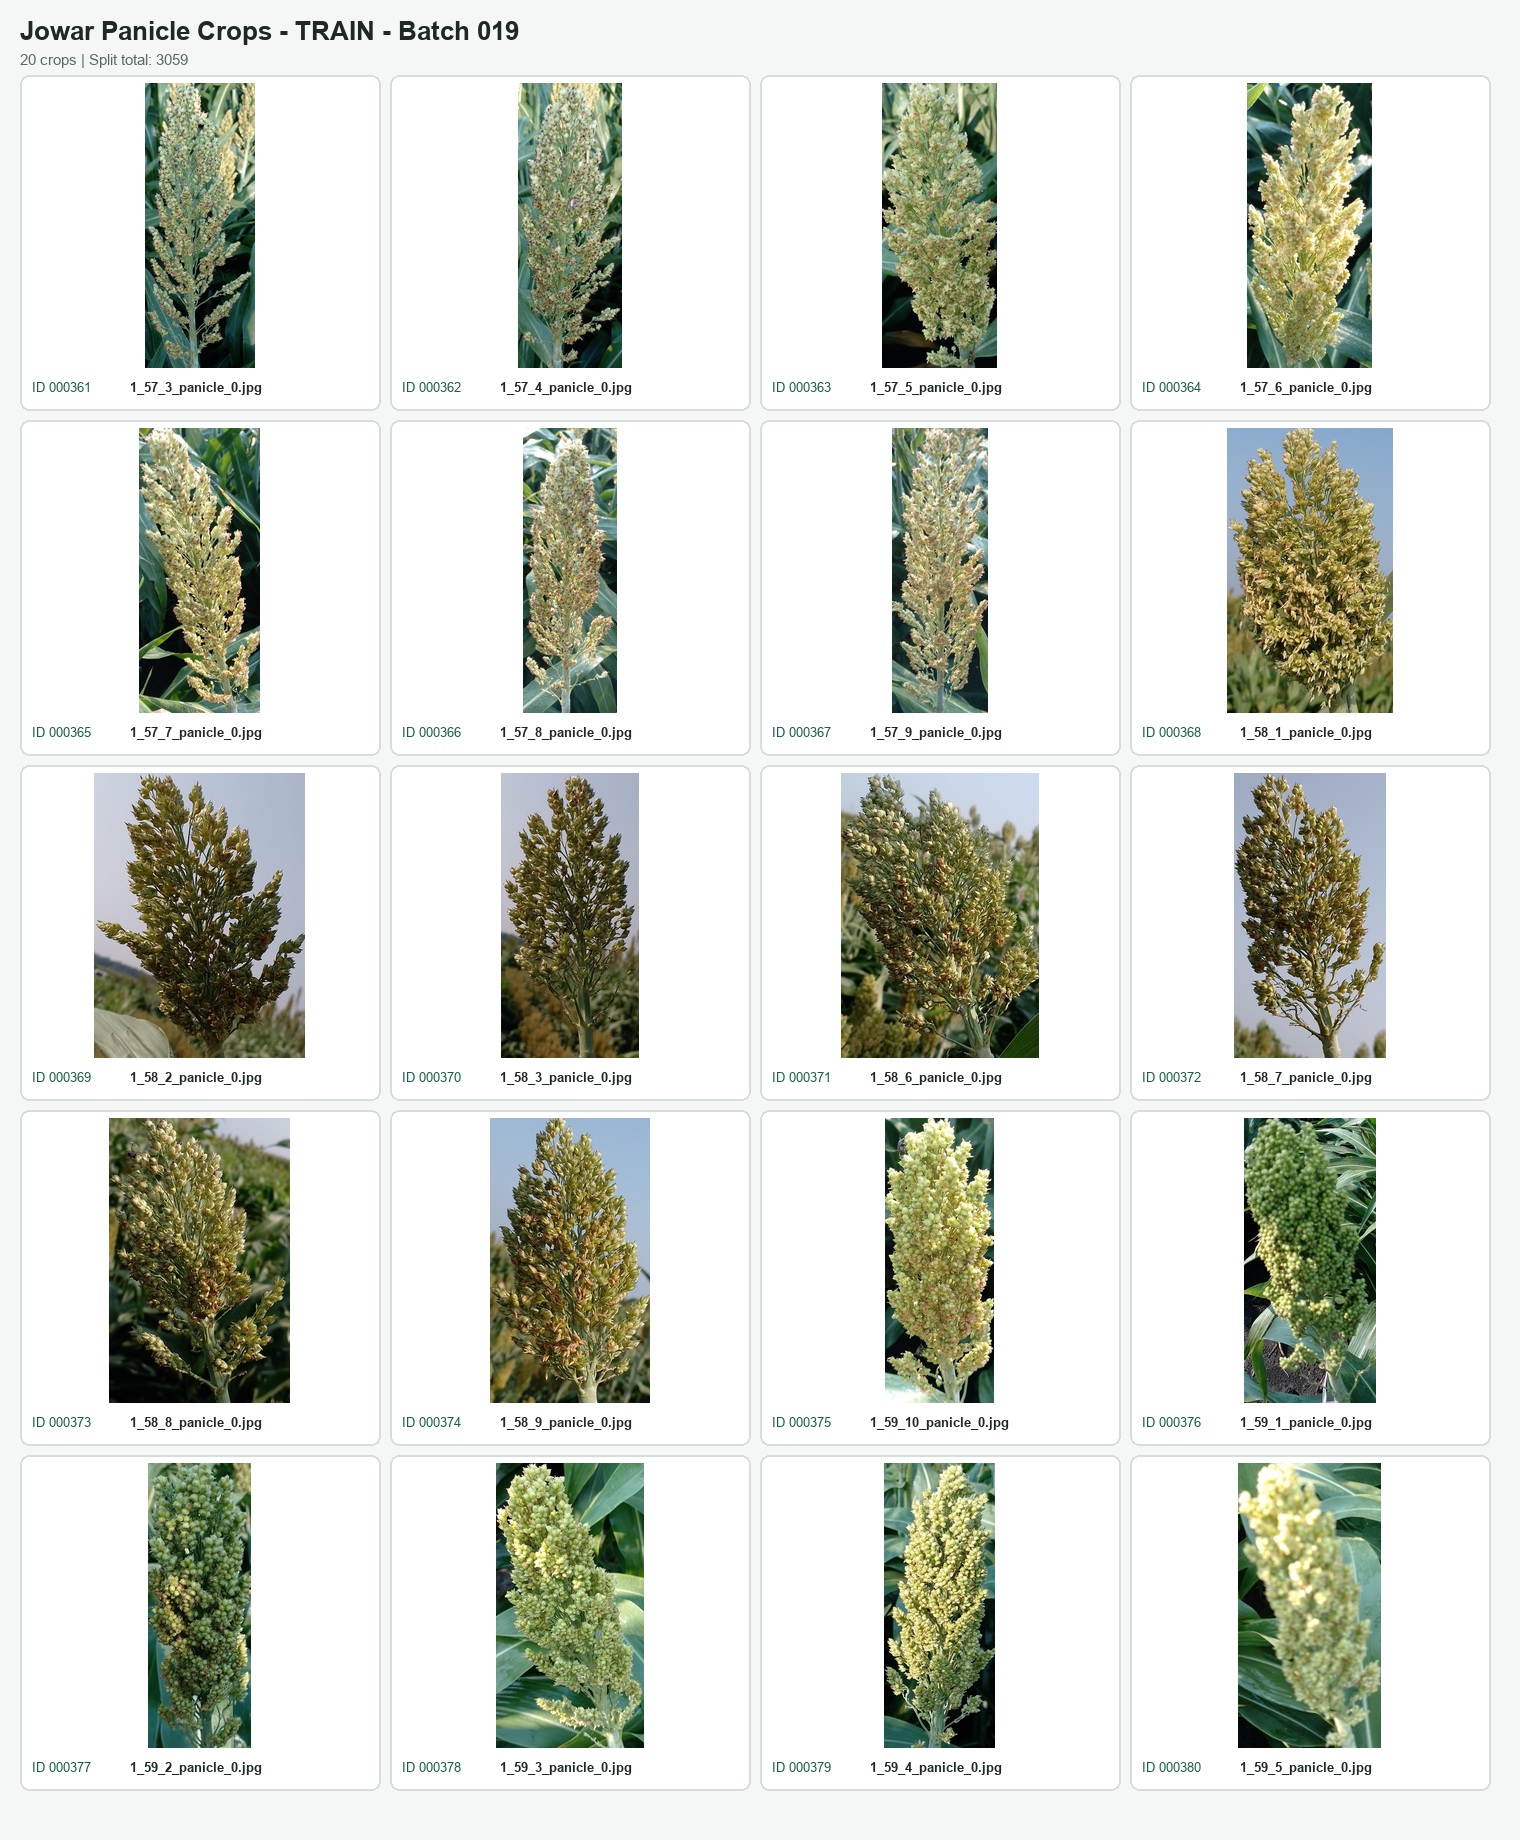 Jowar Panicle Crops - TRAIN - Batch 019
20 crops | Split total: 3059
ID 000361 1_57_3_panicle_0.jpg
ID 000362 1_57_4_panicle_0.jpg
ID 000363 1_57_5_panicle_0.jpg
ID 000364 1_57_6_panicle_0.jpg
ID 000365 1_57_7_panicle_0.jpg
ID 000366 1_57_8_panicle_0.jpg
ID 000367 1_57_9_panicle_0.jpg
ID 000368 1_58_1_panicle_0.jpg
ID 000369 1_58_2_panicle_0.jpg
ID 000370 1_58_3_panicle_0.jpg
ID 000371 1_58_6_panicle_0.jpg
ID 000372 1_58_7_panicle_0.jpg
ID 000373 1_58_8_panicle_0.jpg
ID 000374 1_58_9_panicle_0.jpg
ID 000375 1_59_10_panicle_0.jpg
ID 000376 1_59_1_panicle_0.jpg
ID 000377 1_59_2_panicle_0.jpg
ID 000378 1_59_3_panicle_0.jpg
ID 000379 1_59_4_panicle_0.jpg
ID 000380 1_59_5_panicle_0.jpg